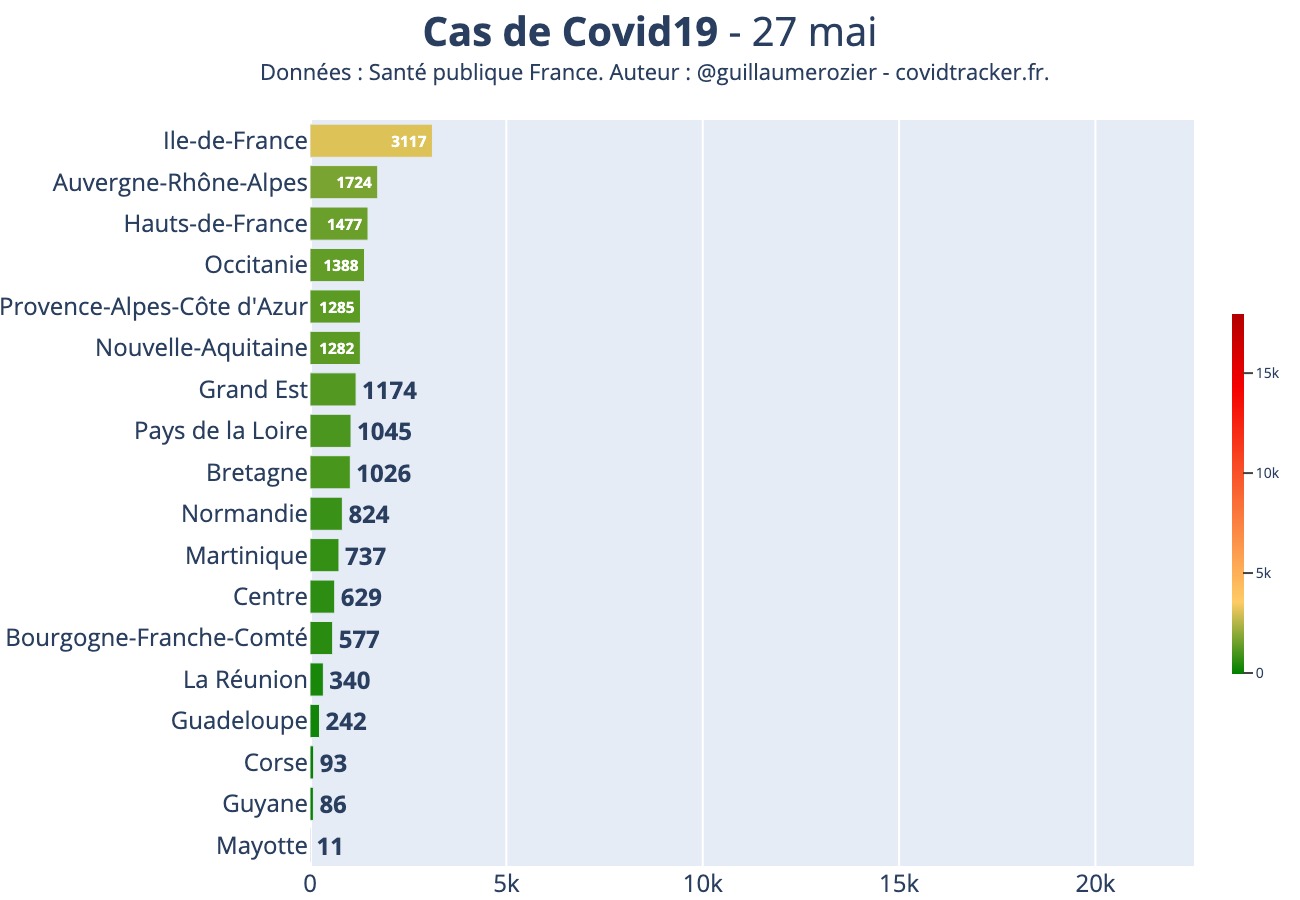 Cas de Covid19 - 27 mai
Données : Santé publique France. Auteur : @guillaumerozier - covidtracker.fr.
Ile-de-France 3117
Auvergne-Rhône-Alpes 1724
Hauts-de-France 1477
Occitanie 1388
Provence-Alpes-Côte d'Azur 1285
Nouvelle-Aquitaine 1282
Grand Est 1174
Pays de la Loire 1045
Bretagne 1026
Normandie 824
Martinique 737
Centre 629
Bourgogne-Franche-Comté 577
La Réunion 340
Guadeloupe 242
Corse 93
Guyane 86
Mayotte 11
0 5k 10k 15k 20k
15k
10k
5k
0